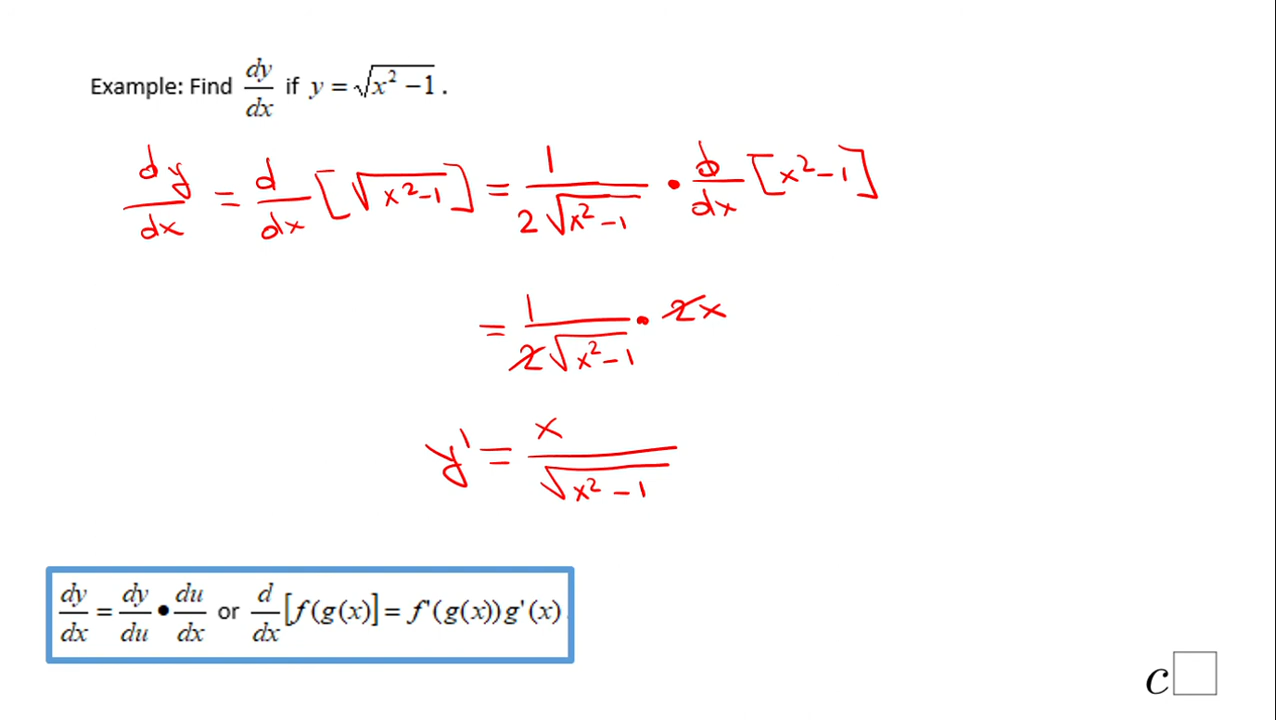 Example: Find dy/dx if y = √(x² − 1).
dy/dx = d/dx [√(x²−1)] = 1/(2√(x²−1)) • d/dx [x²−1]
= 1/(2√(x²−1)) • 2x
y' = x/√(x²−1)
dy/dx = dy/du • du/dx or d/dx [f(g(x)] = f'(g(x))g'(x)
c